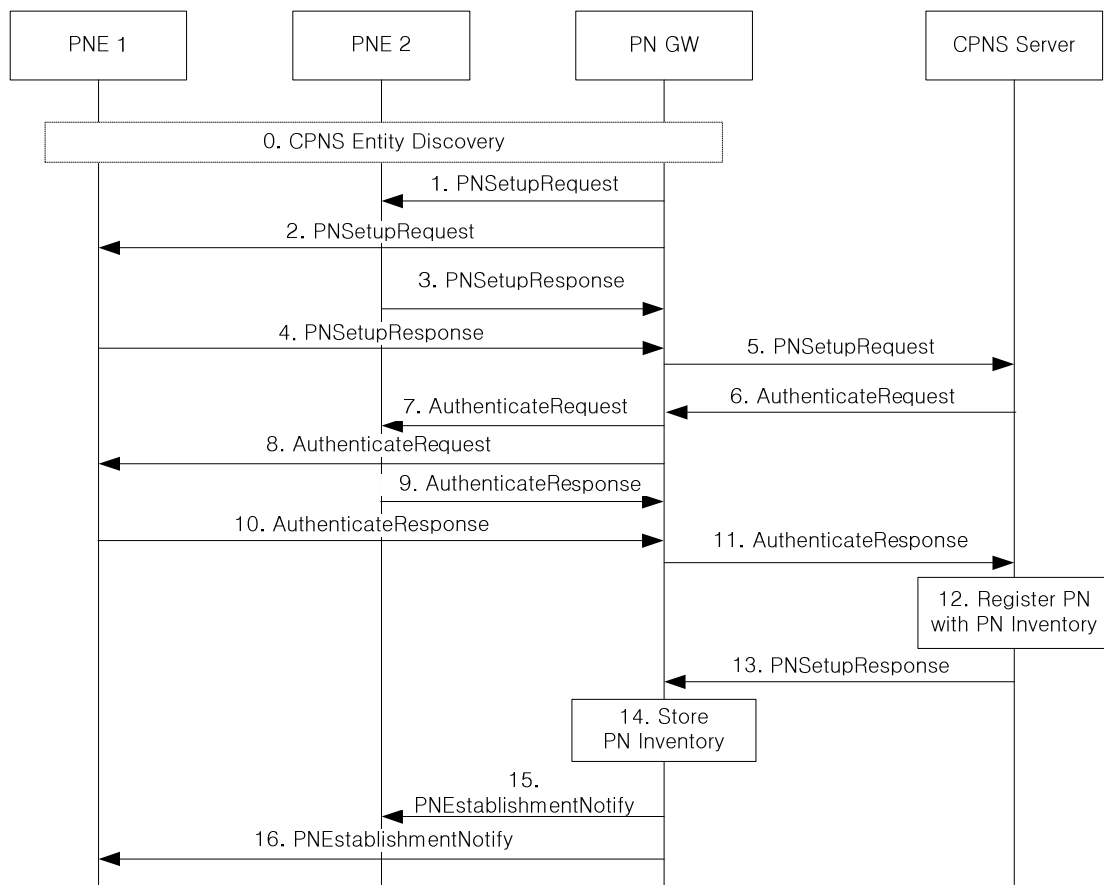 PNE 1
PNE 2
PN GW
CPNS Server
0. CPNS Entity Discovery
1. PNSetupRequest
2. PNSetupRequest
3. PNSetupResponse
4. PNSetupResponse
5. PNSetupRequest
6. AuthenticateRequest
7. AuthenticateRequest
8. AuthenticateRequest
9. AuthenticateResponse
10. AuthenticateResponse
11. AuthenticateResponse
12. Register PN
with PN Inventory
13. PNSetupResponse
14. Store
PN Inventory
15.
PNEstablishmentNotify
16. PNEstablishmentNotify